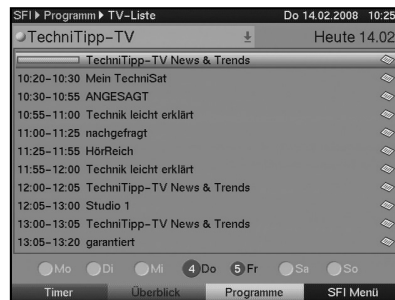 SFI Programm TV-Liste Do 14.02.2008 10:25
TechniTipp-TV Heute 14.02
TechniTipp-TV News & Trends
10:20-10:30 Mein TechniSat
10:30-10:55 ANGESAGT
10:55-11:00 Technik leicht erklärt
11:00-11:25 nachgefragt
11:25-11:55 HörReich
11:55-12:00 Technik leicht erklärt
12:00-12:05 TechniTipp-TV News & Trends
12:05-13:00 Studio 1
13:00-13:05 TechniTipp-TV News & Trends
13:05-13:20 garantiert
Mo Di Mi 4 Do 5 Fr Sa So
Timer Überblick Programme SFI Menü